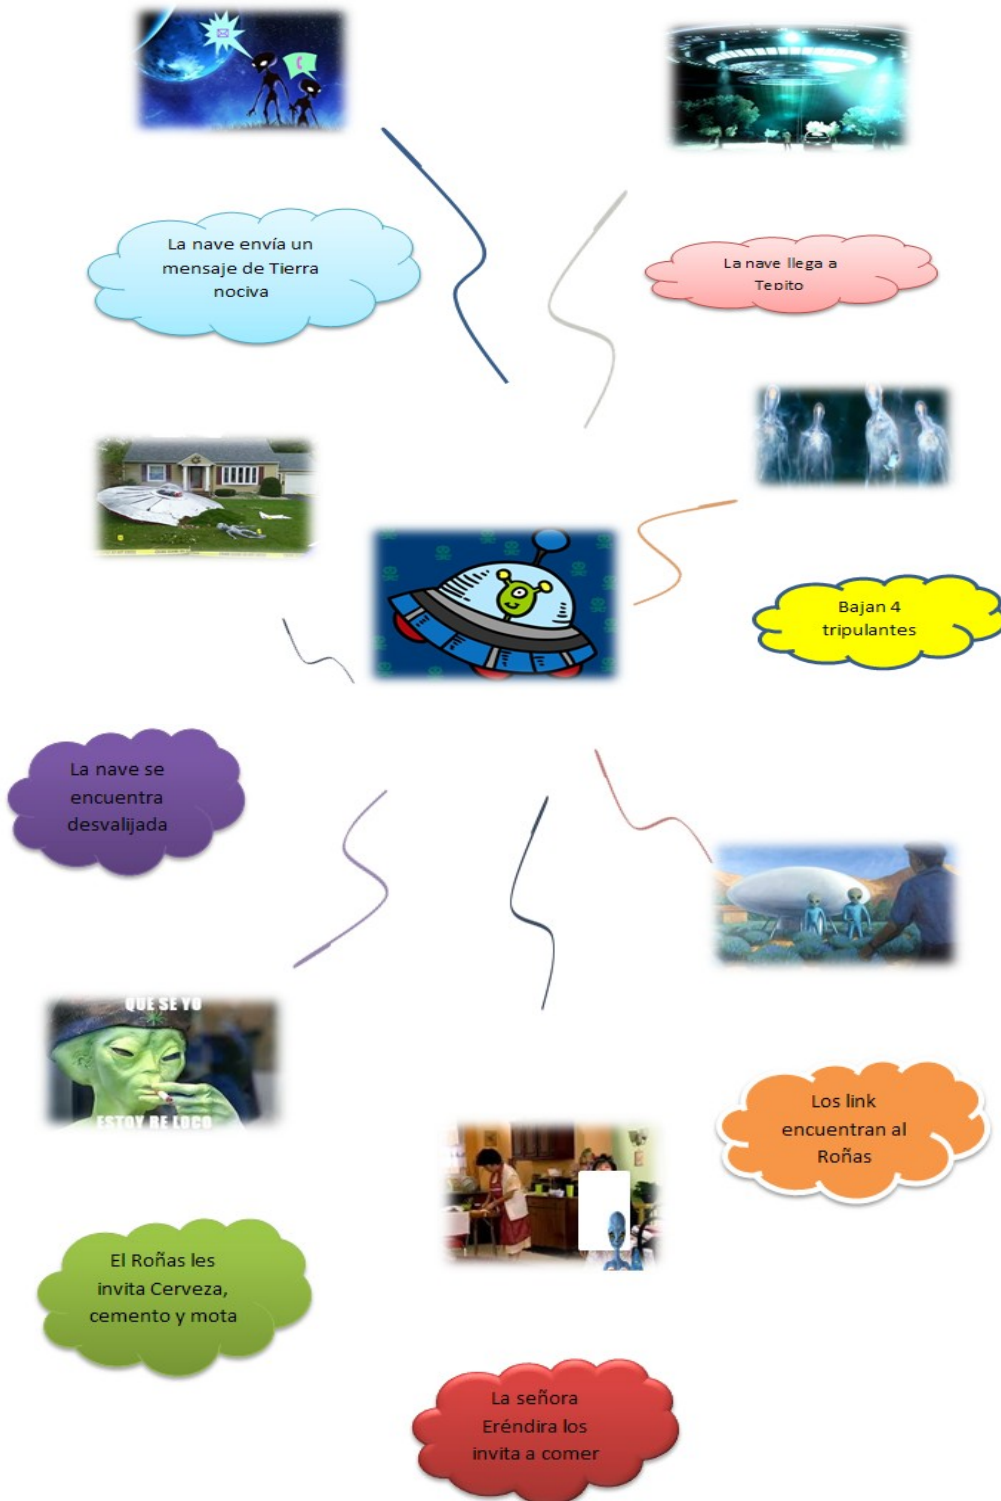 La nave envía un
mensaje de Tierra
nociva
La nave llega a
Tepito
Bajan 4
tripulantes
La nave se
encuentra
desvalijada
QUE SE YO
ESTOY RE LOCO
Los link
encuentran al
Roñas
El Roñas les
invita Cerveza,
cemento y mota
La señora
Eréndira los
invita a comer